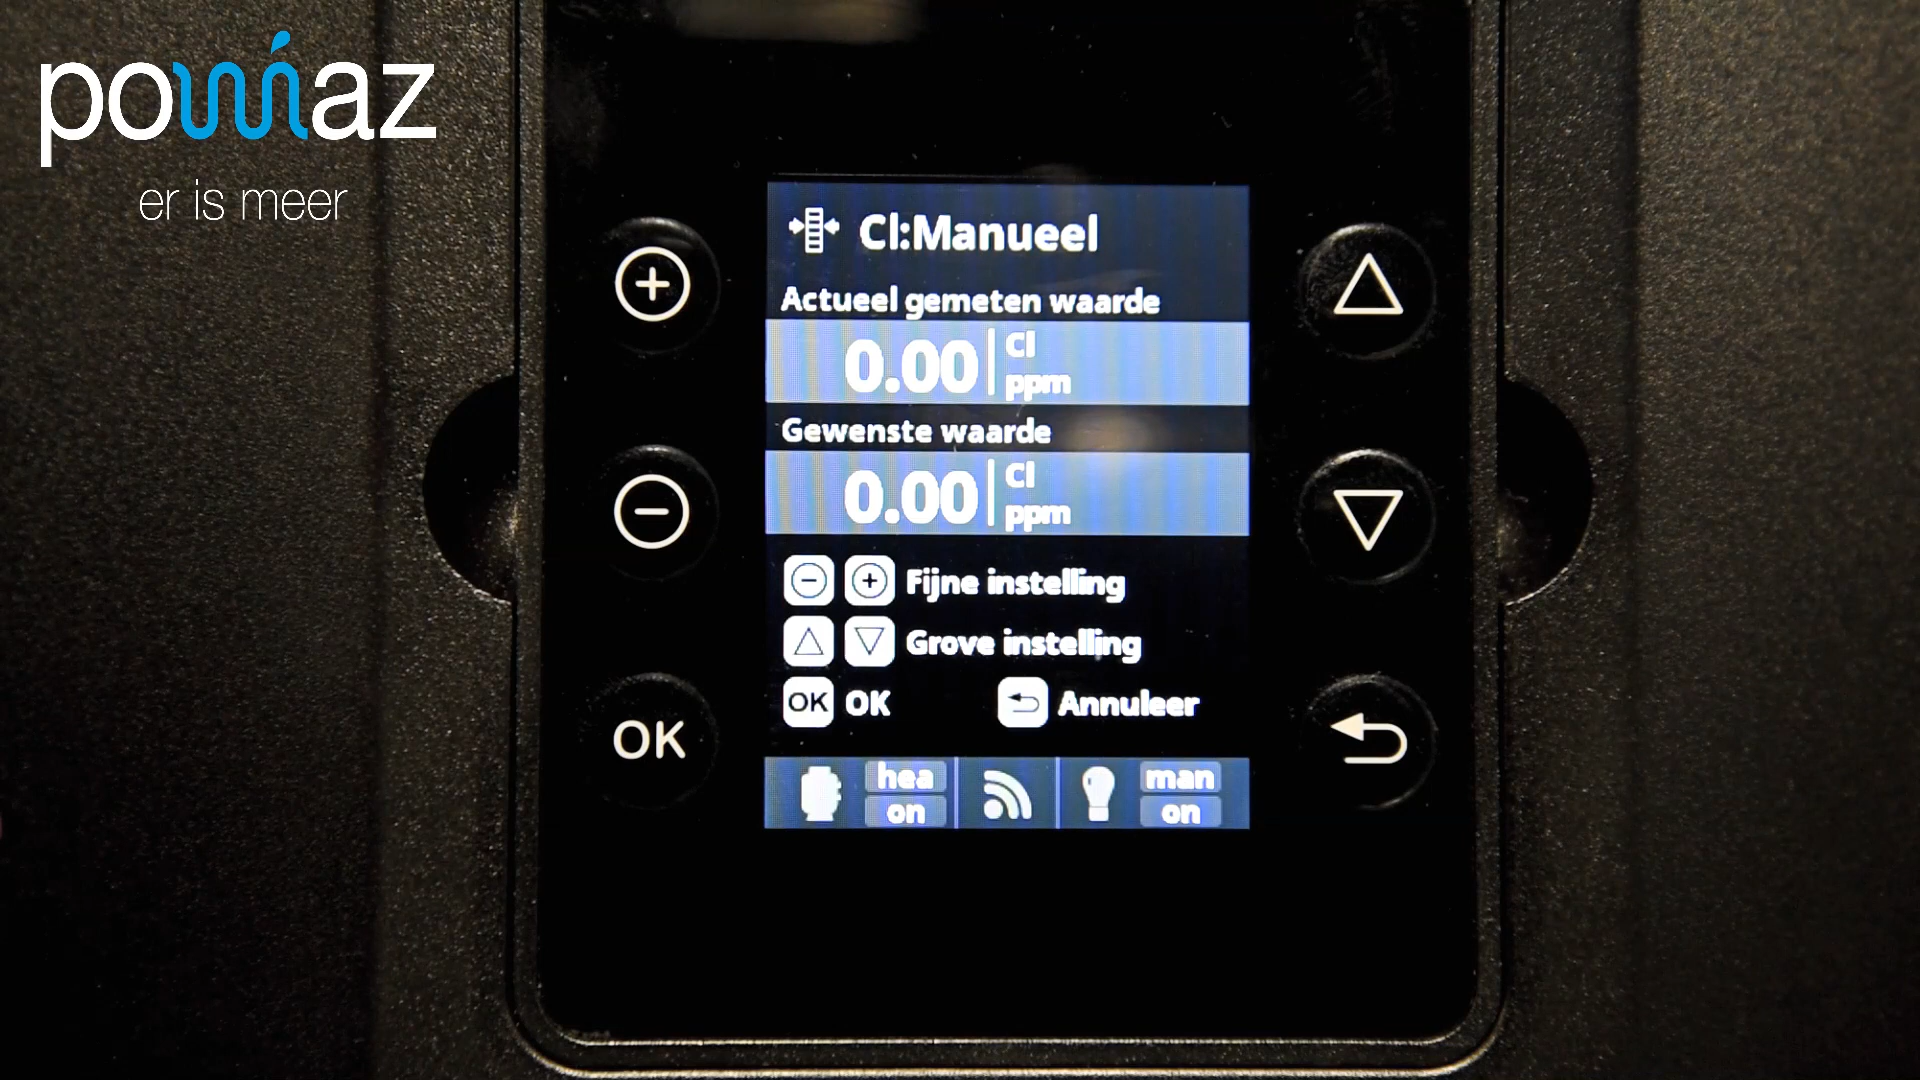 pomaz
er is meer
Cl:Manueel
Actueel gemeten waarde
0.00 Cl ppm
Gewenste waarde
0.00 Cl ppm
Fijne instelling
Grove instelling
OK OK Annuleer
OK
hea on man on